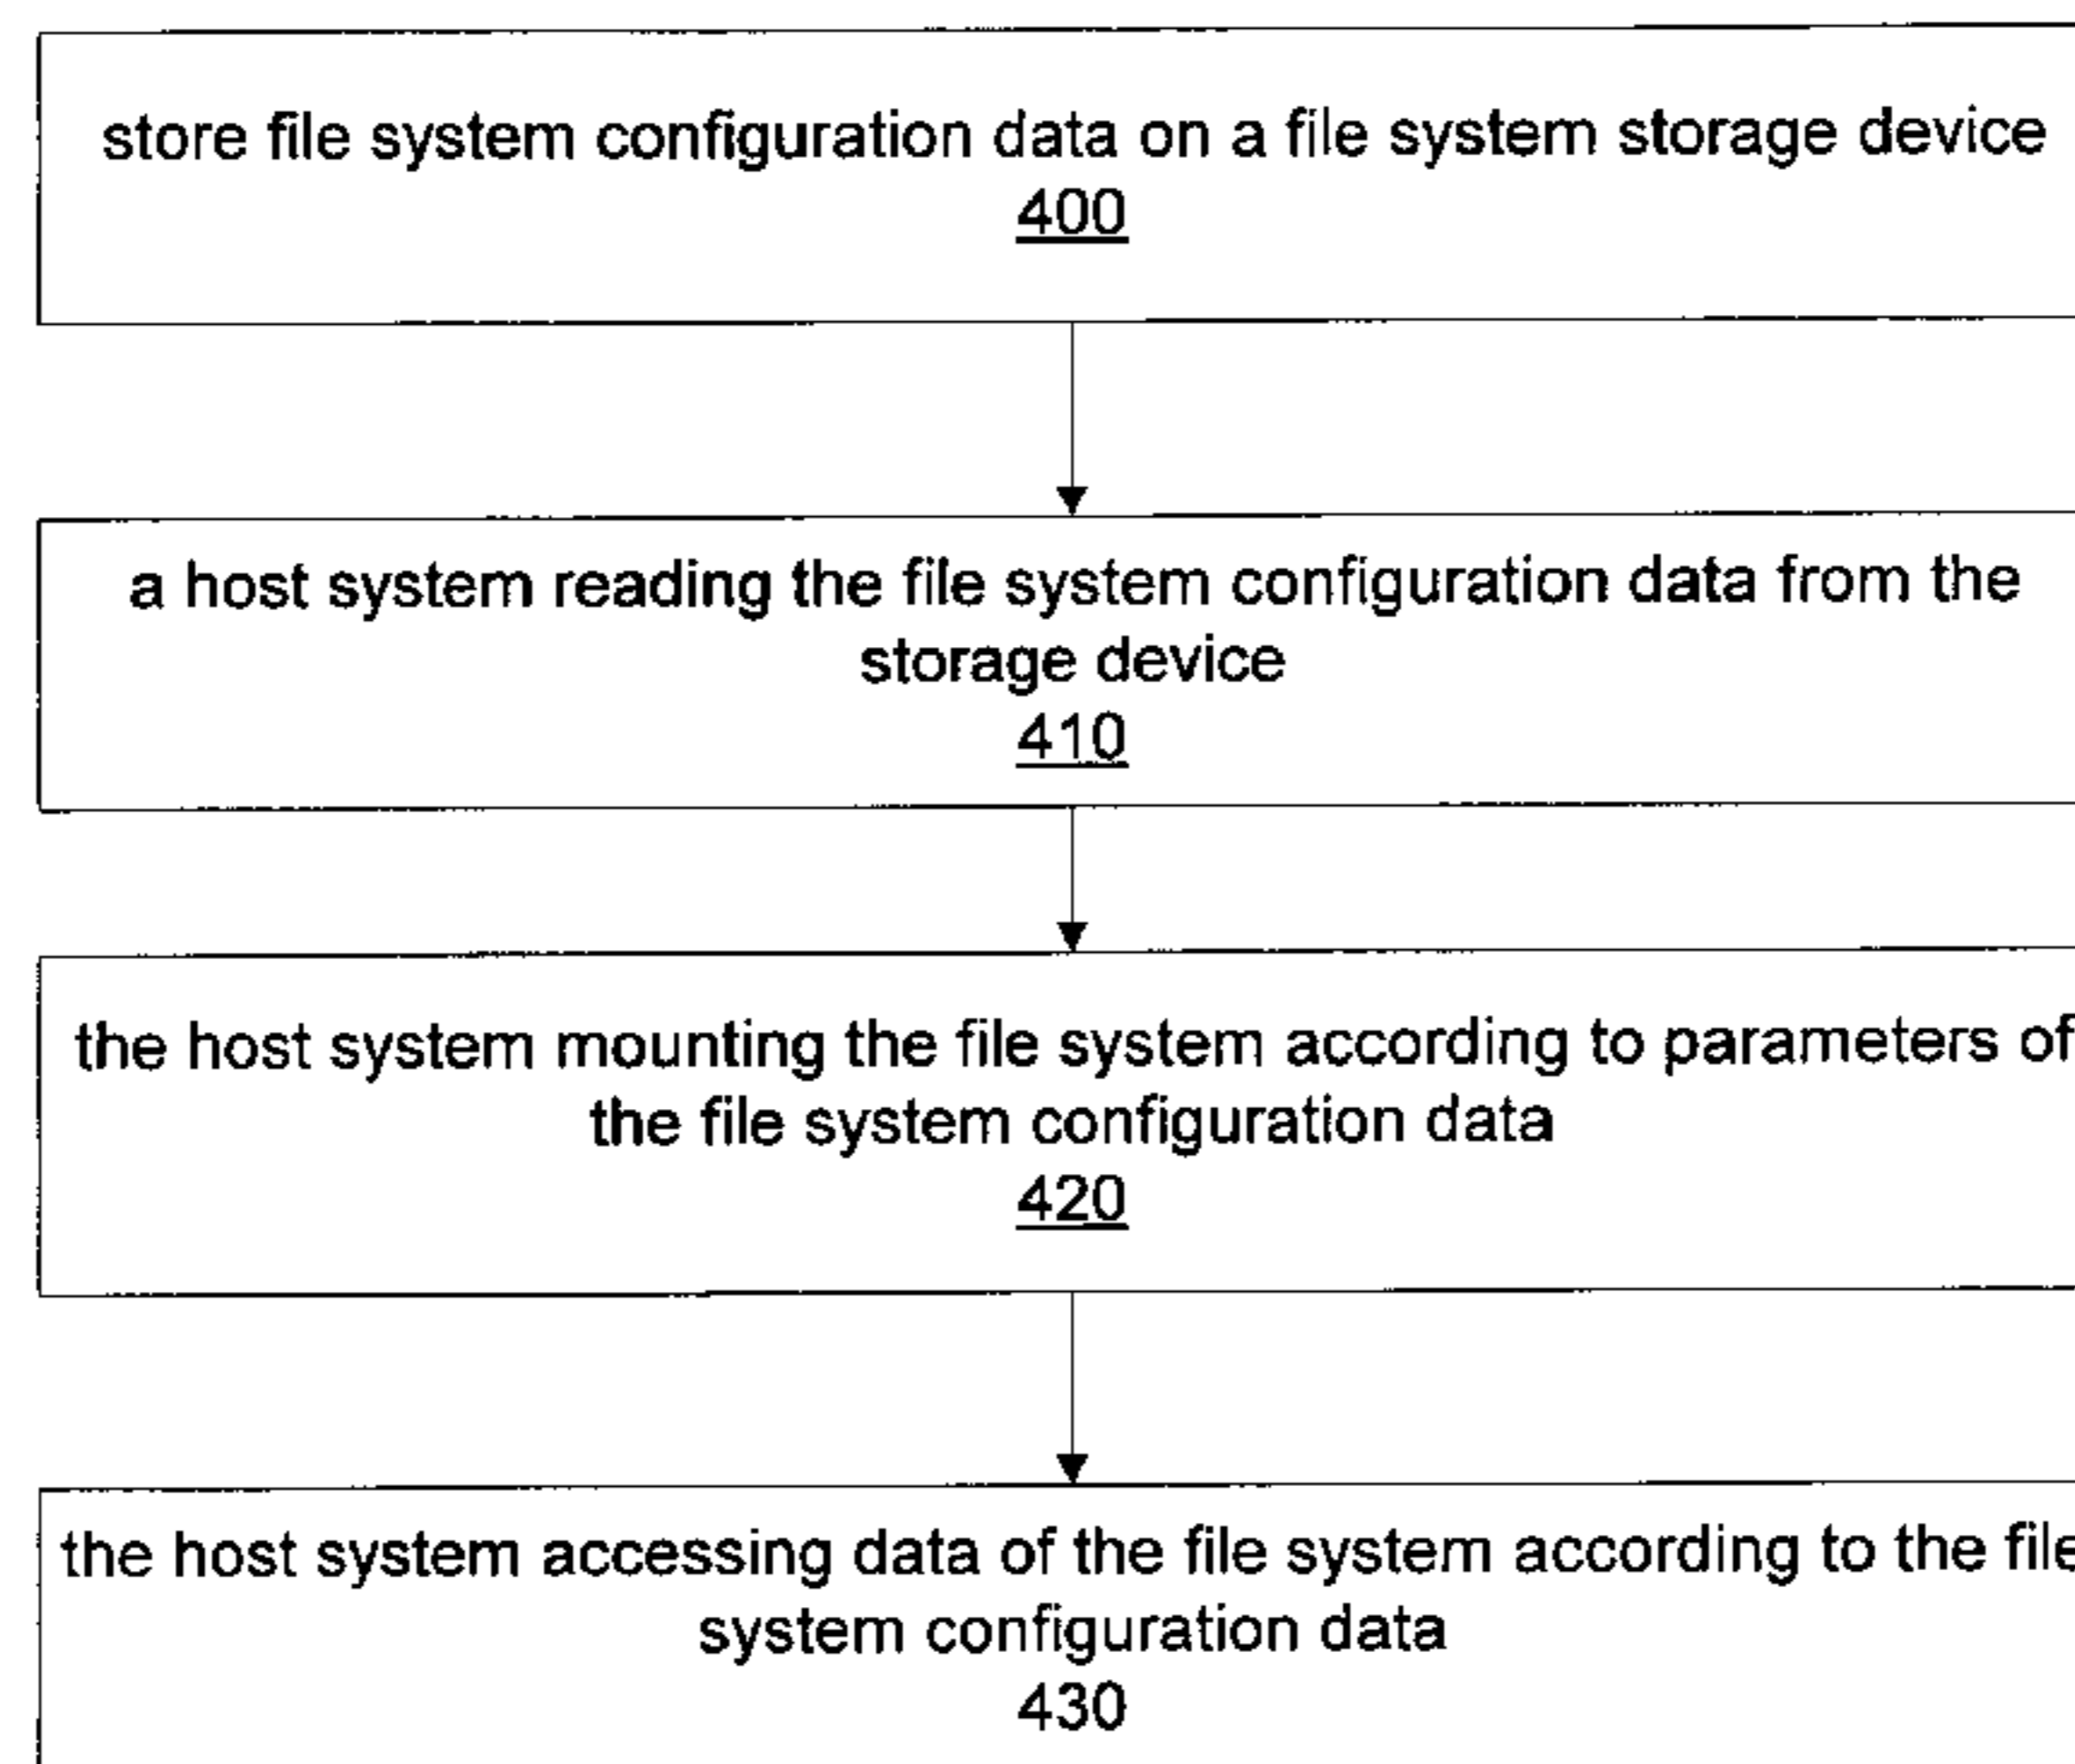 store file system configuration data on a file system storage device
400
a host system reading the file system configuration data from the
storage device
410
the host system mounting the file system according to parameters of
the file system configuration data
420
the host system accessing data of the file system according to the file
system configuration data
430